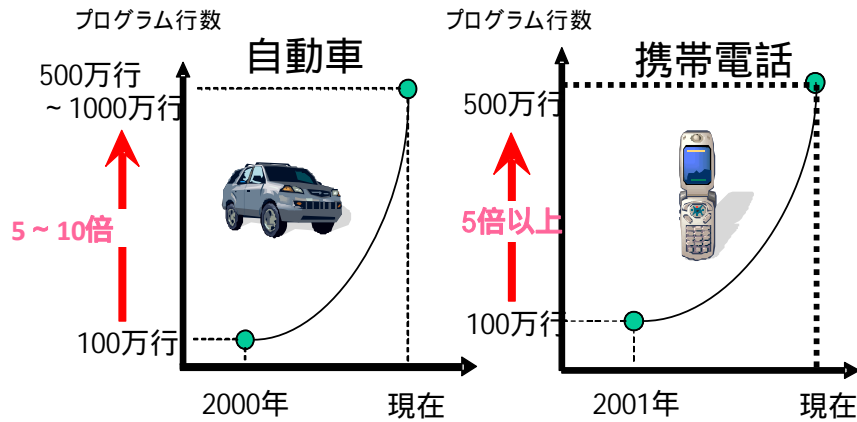 プログラム行数
自動車
500万行
~ 1000万行
5 ~ 10倍
100万行
2000年
現在
プログラム行数
携帯電話
500万行
5倍以上
100万行
2001年
現在